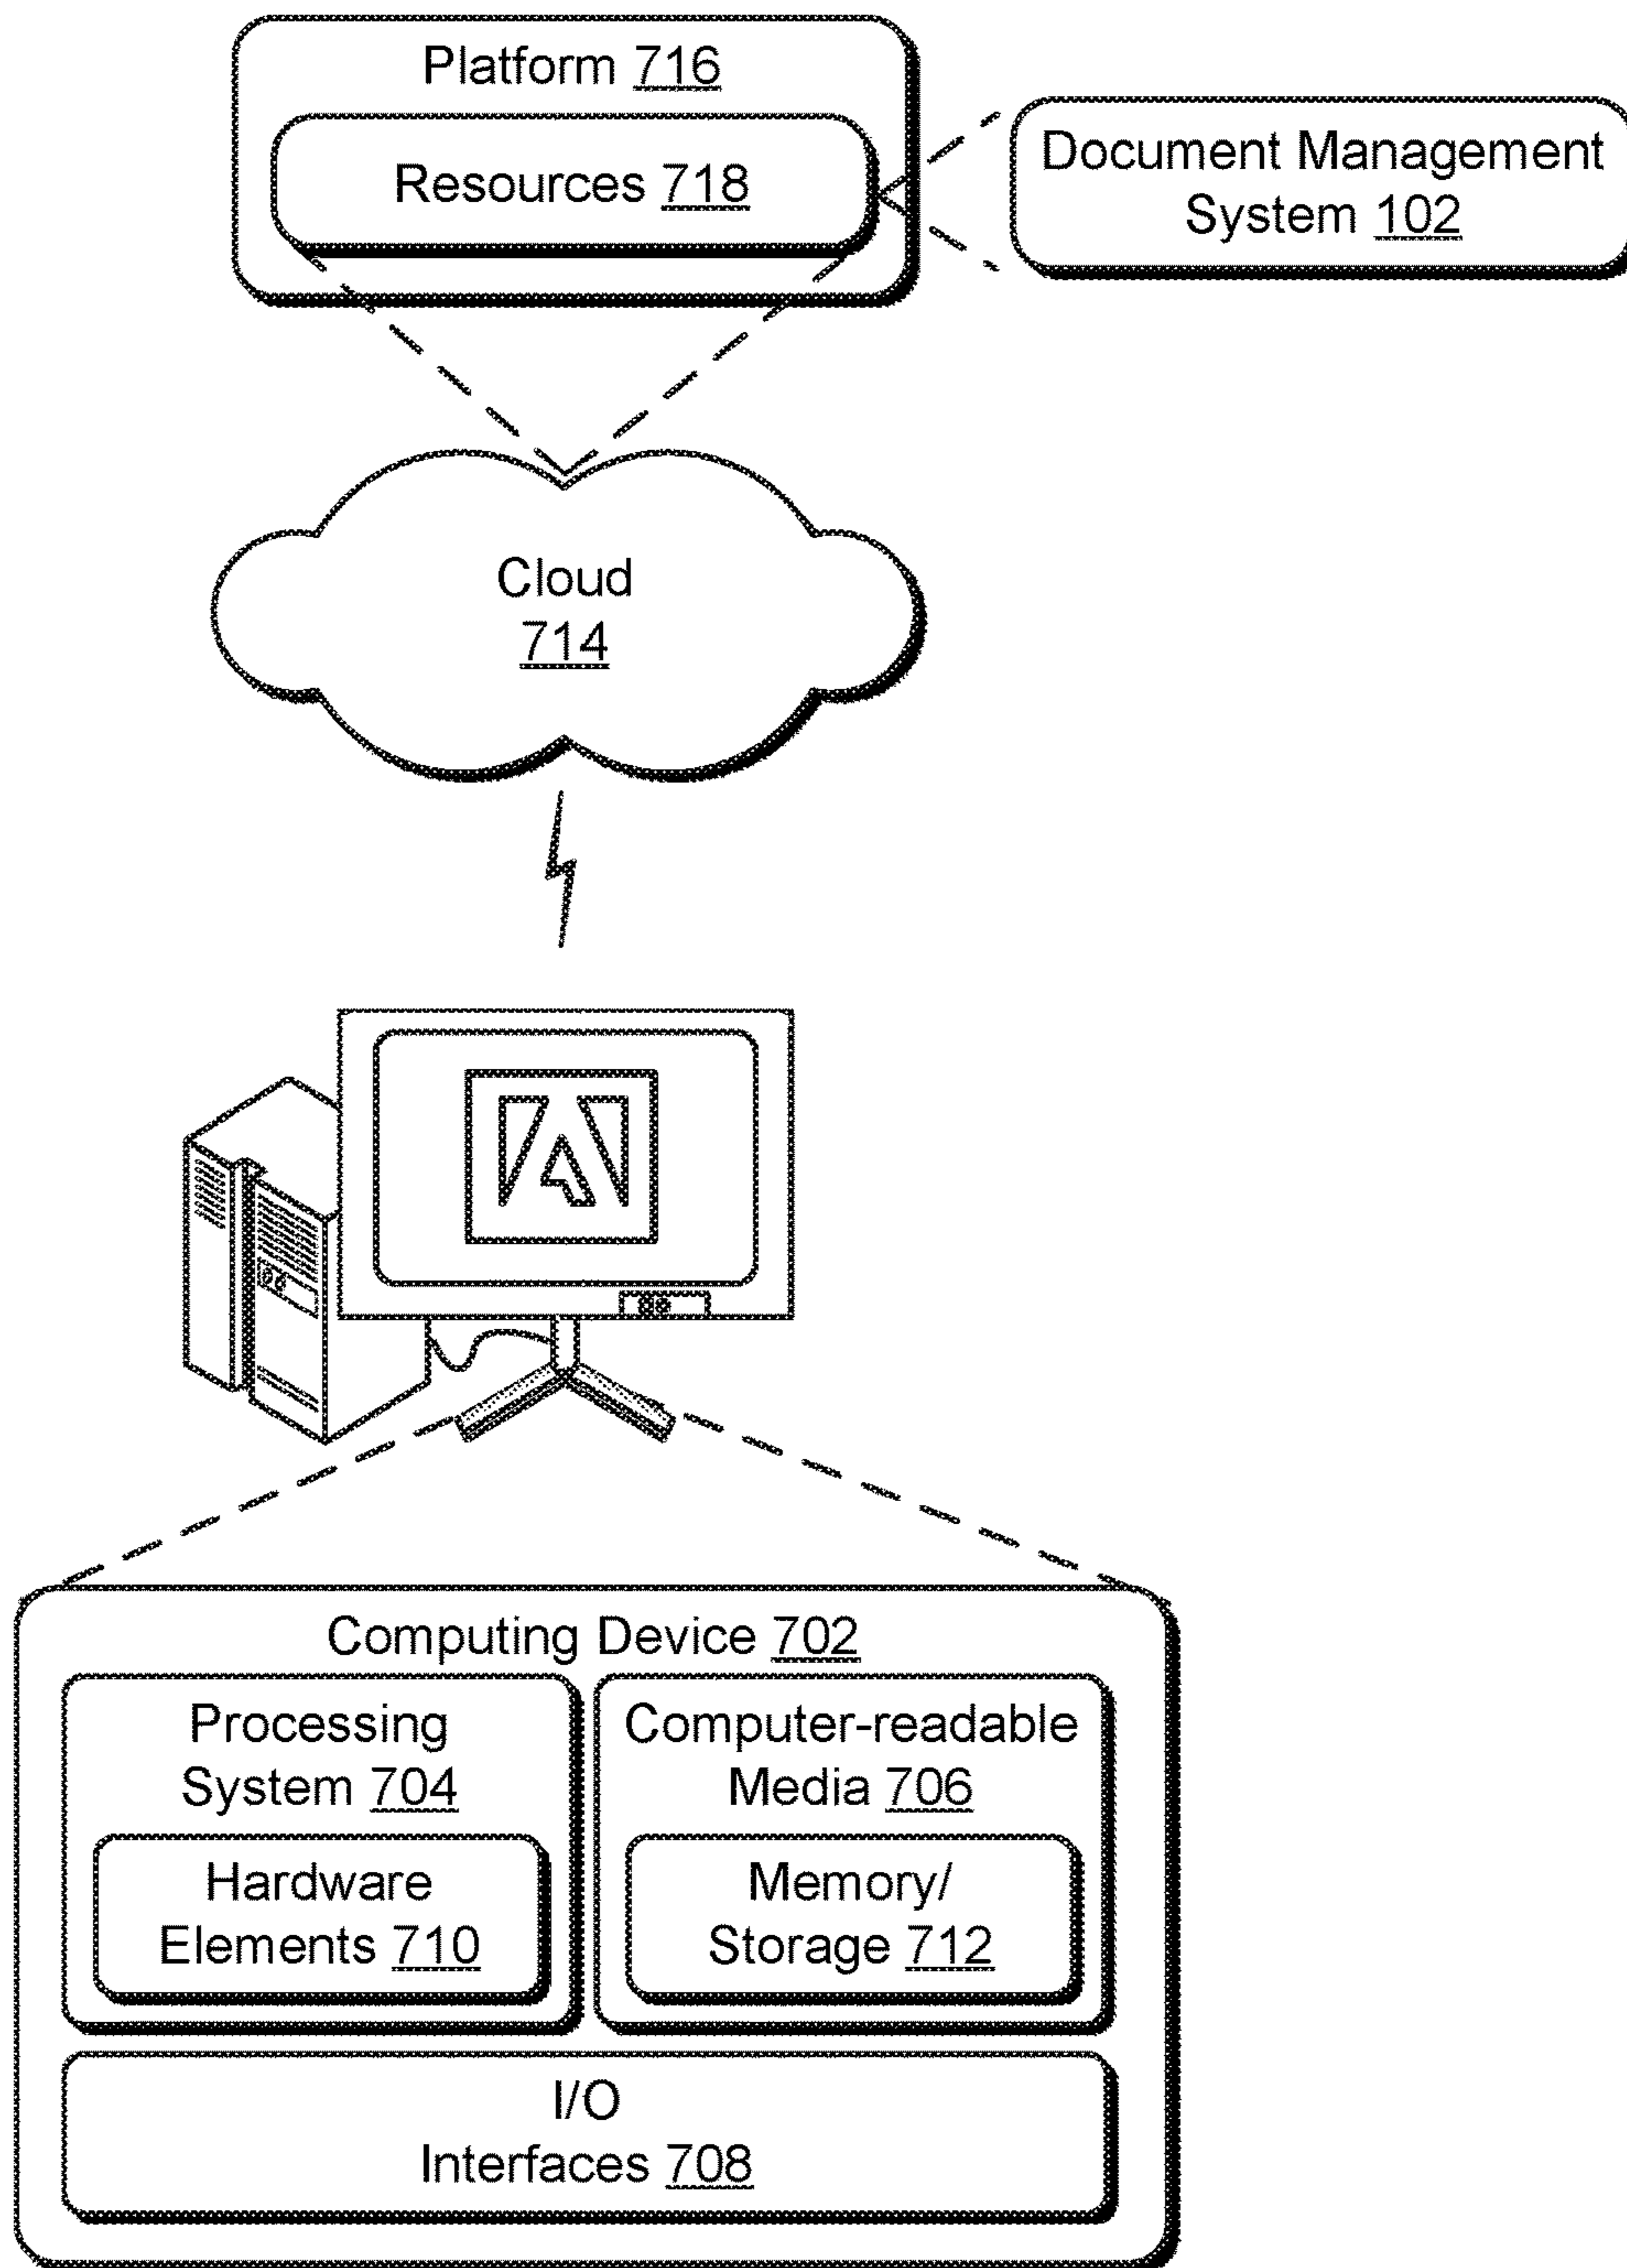 Platform 716
Resources 718
Document Management
System 102
Cloud
714
Computing Device 702
Processing
System 704
Hardware
Elements 710
Computer-readable
Media 706
Memory/
Storage 712
I/O
Interfaces 708